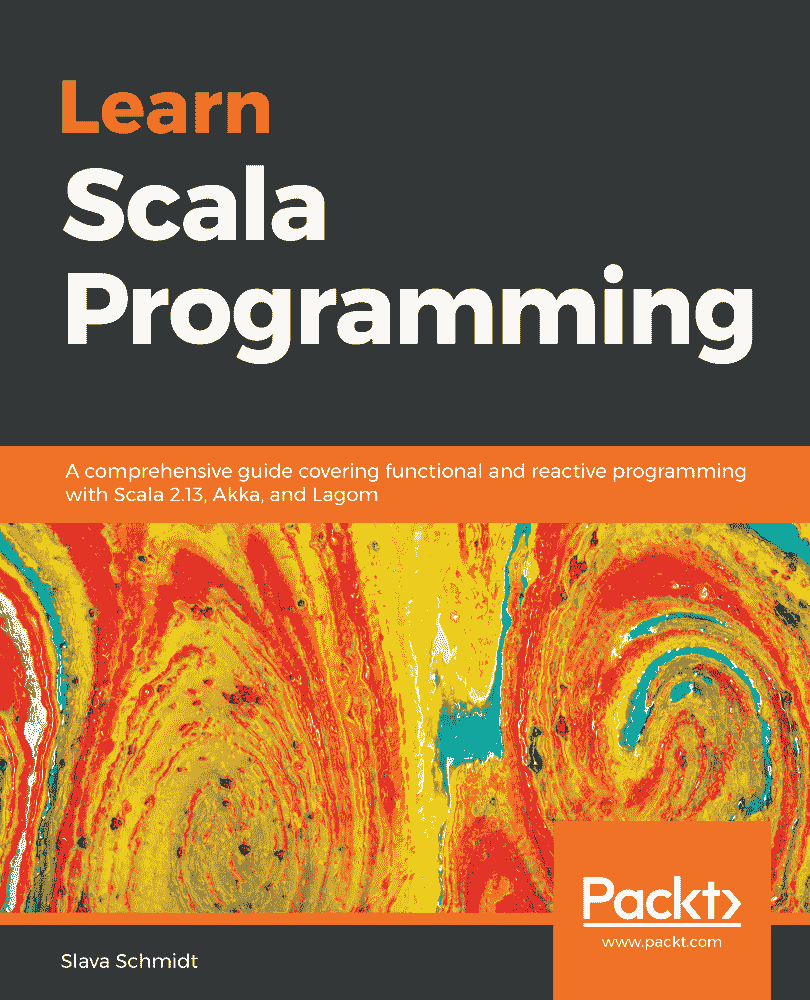 Learn
Scala
Programming
A comprehensive guide covering functional and reactive programming
with Scala 2.13, Akka, and Lagom
Packt>
www.packt.com
Slava Schmidt